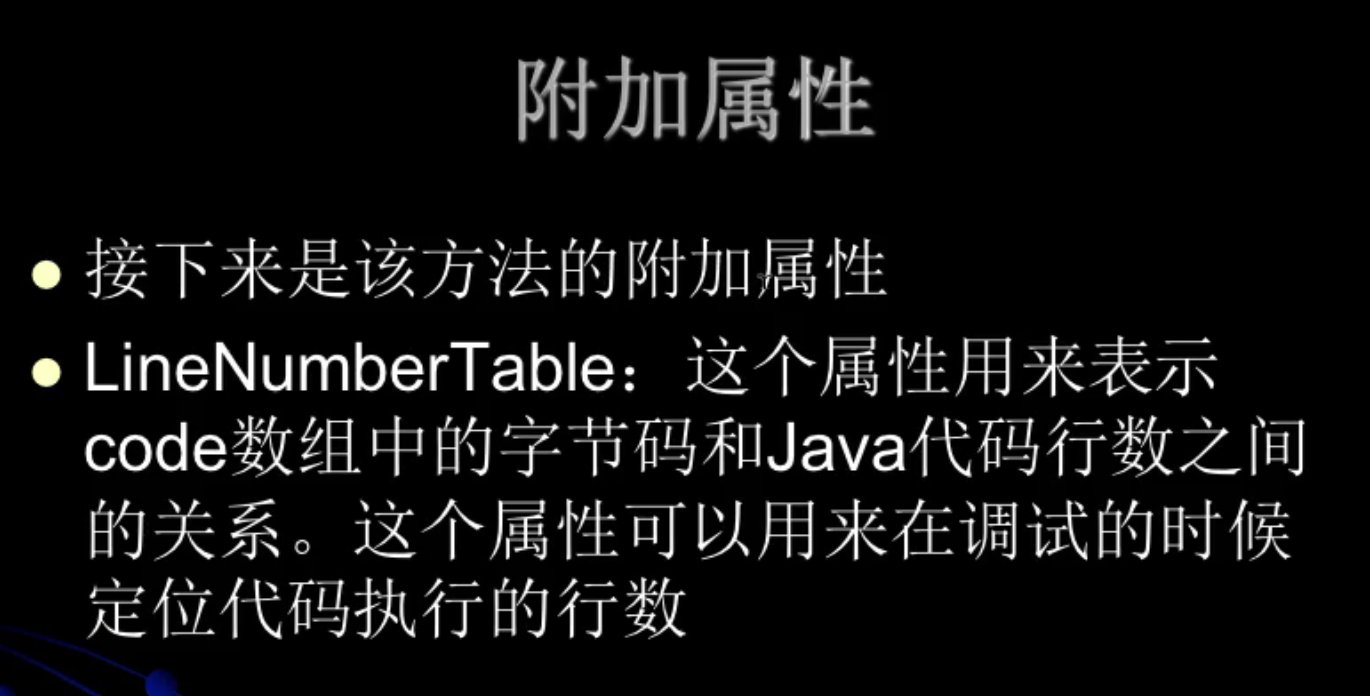 附加属性
接下来是该方法的附加属性
LineNumberTable： 这个属性用来表示
code数组中的字节码和Java代码行数之间
的关系。这个属性可以用来在调试的时候
定位代码执行的行数